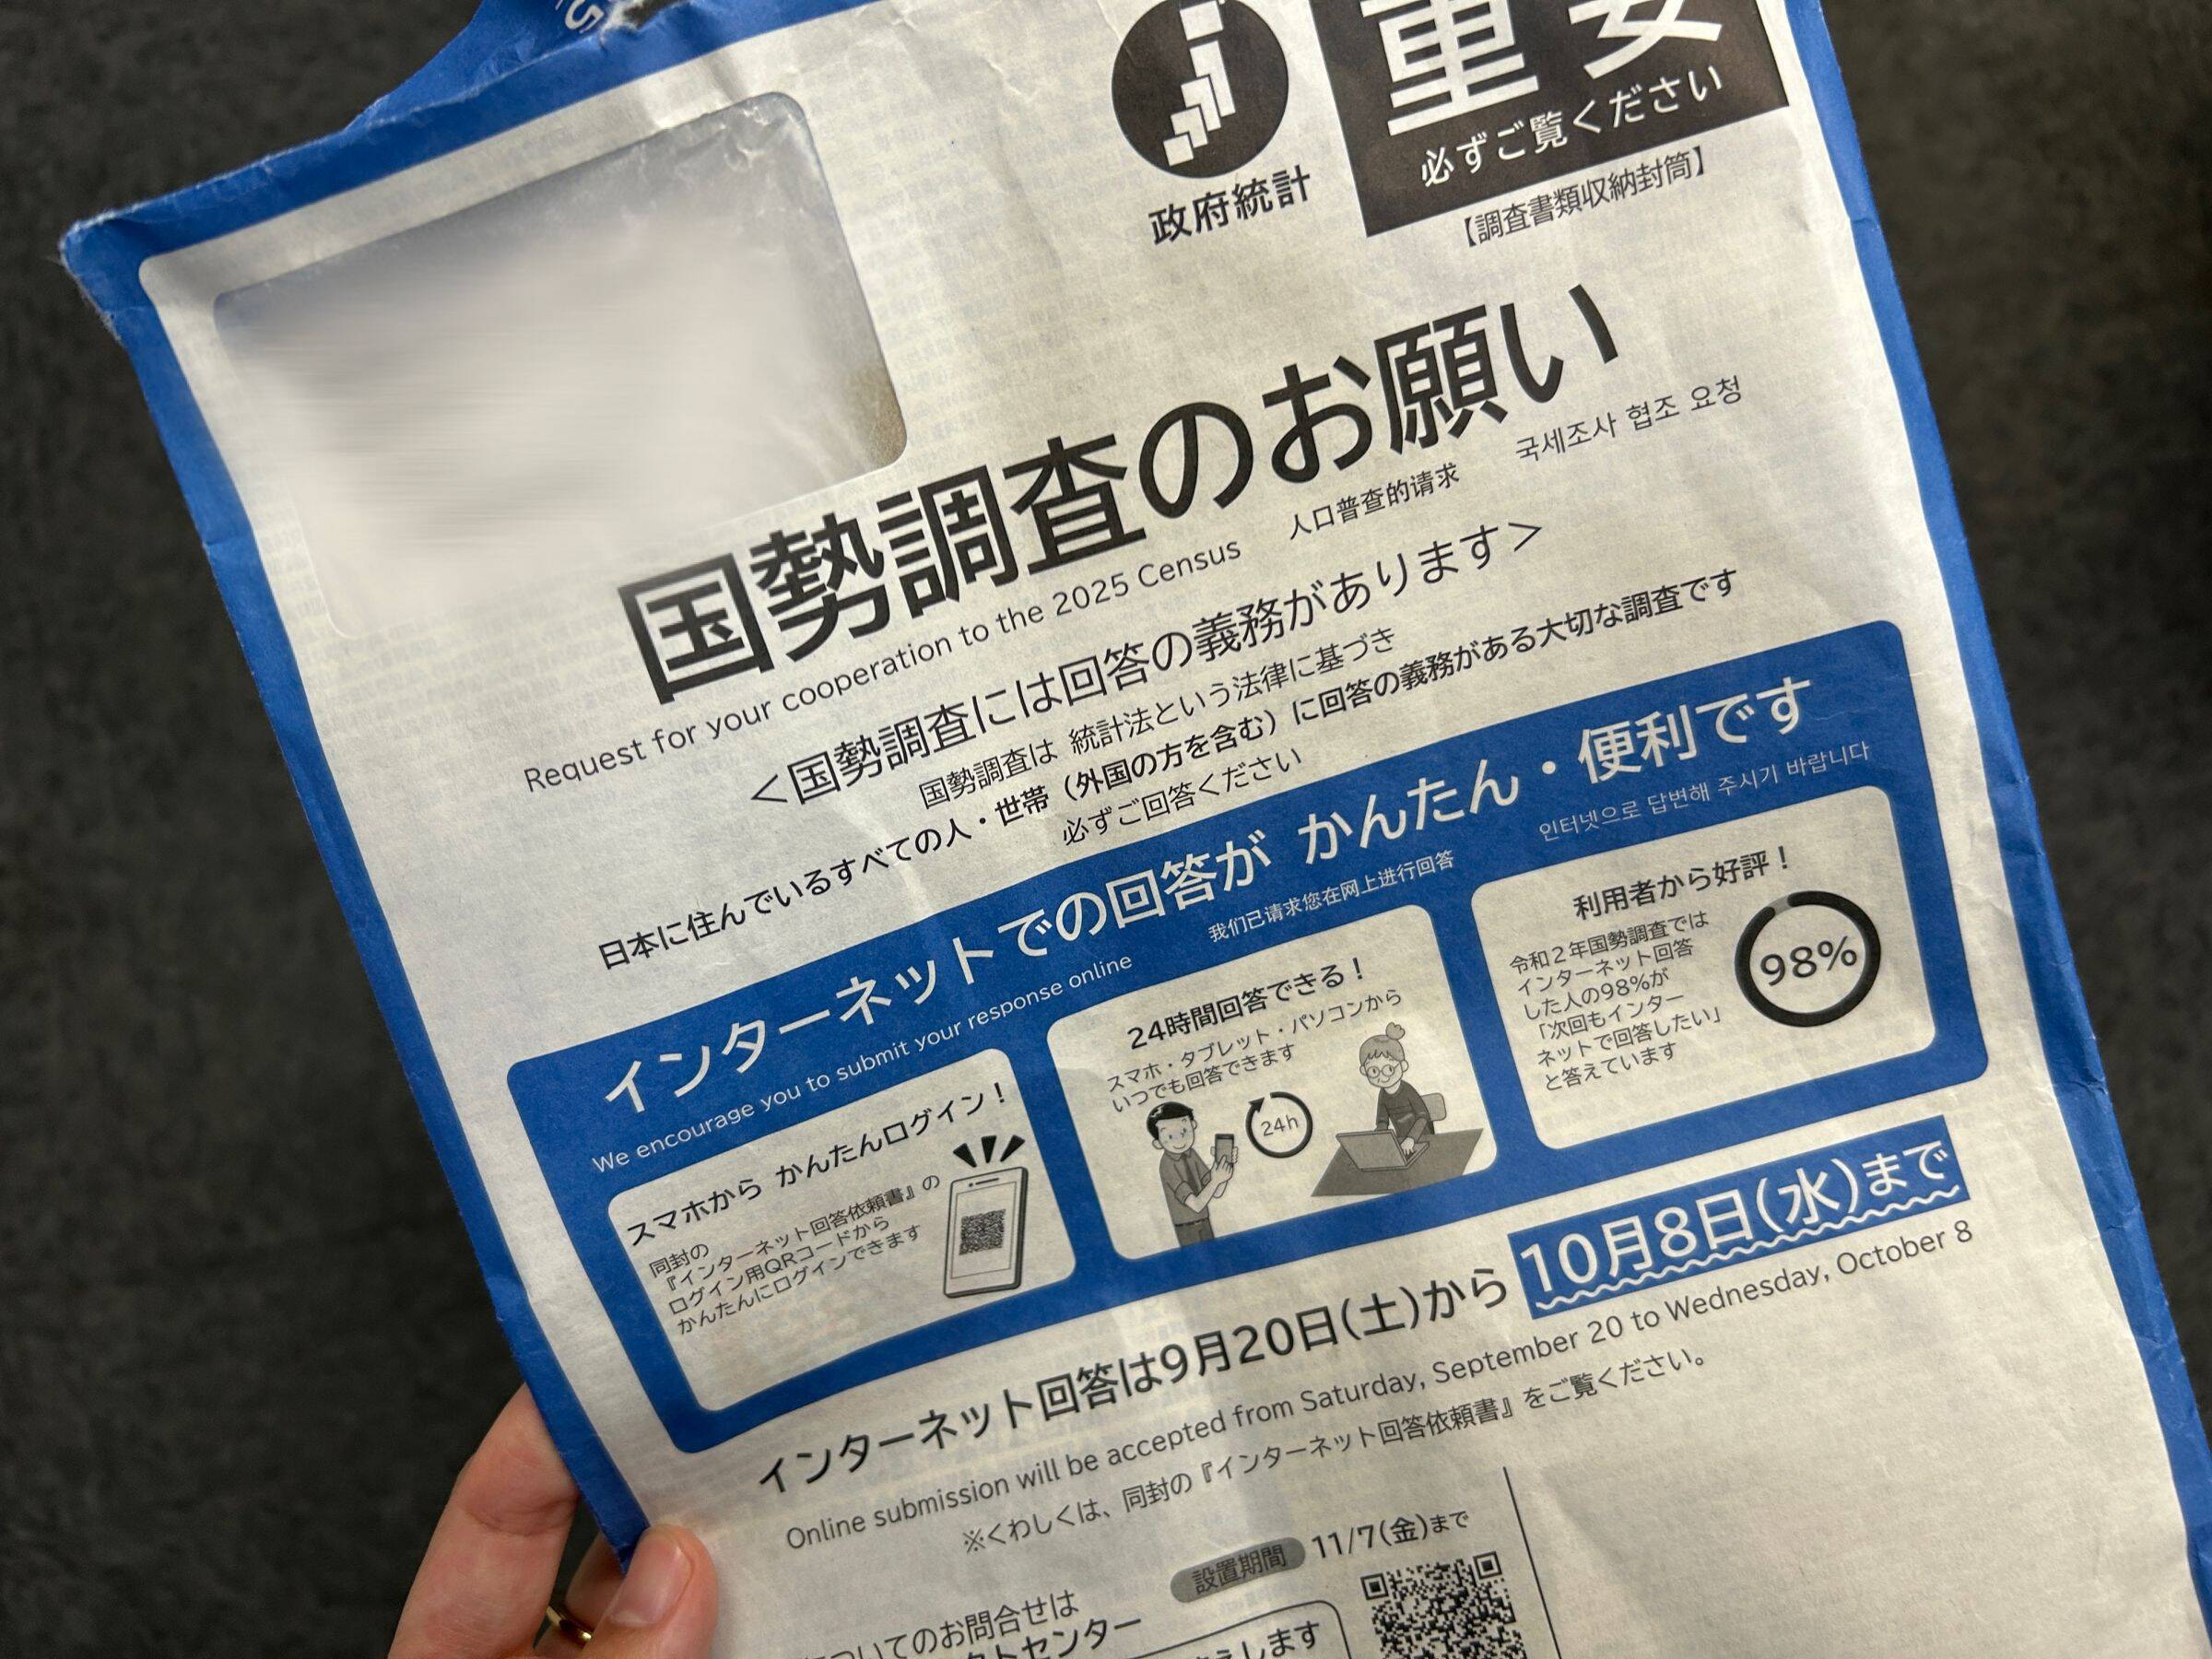 重要
必ずご覧ください
【調査書類収納封筒】
政府統計
国勢調査のお願い
Request for your cooperation to the 2025 Census 人口普查的请求 국세조사 협조 요청
＜国勢調査には回答の義務があります＞
国勢調査は 統計法という法律に基づき
日本に住んでいるすべての人・世帯（外国の方を含む）に回答の義務がある大切な調査です
必ずご回答ください
インターネットでの回答が かんたん・便利です
We encourage you to submit your response online 我们已请求您在网上进行回答 인터넷으로 답변해 주시기 바랍니다
スマホから かんたんログイン！
同封の
『インターネット回答依頼書』の
ログイン用QRコードから
かんたんにログインできます
24時間回答できる！
スマホ・タブレット・パソコンから
いつでも回答できます
24h
利用者から好評！
令和２年国勢調査では
インターネット回答
した人の98%が
「次回もインター
ネットで回答したい」
と答えています
98%
インターネット回答は9月20日(土)から 10月8日(水)まで
Online submission will be accepted from Saturday, September 20 to Wednesday, October 8
※くわしくは、同封の『インターネット回答依頼書』をご覧ください。
設置期間 11/7(金)まで
についてのお問合せは
クトセンター
えします